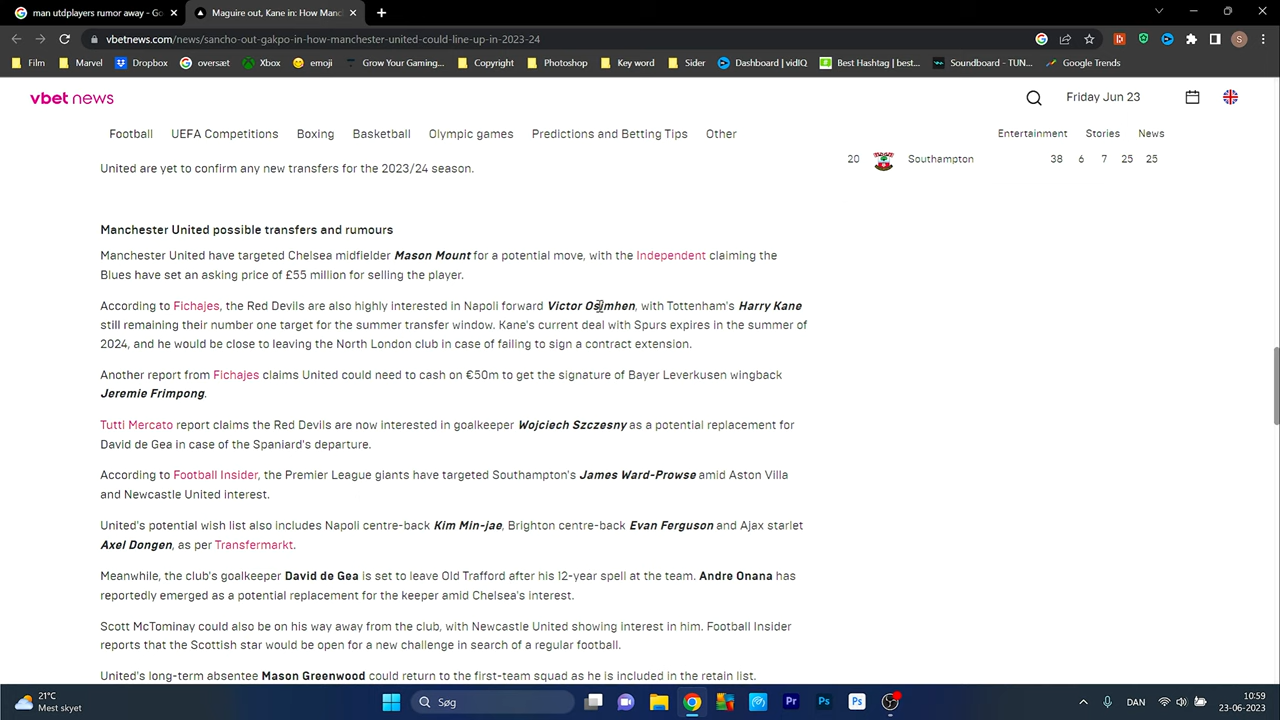 man utdplayers rumor away - Go
Maguire out, Kane in: How Manc
vbetnews.com/news/sancho-out-gakpo-in-how-manchester-united-could-line-up-in-2023-24
Film
Marvel
Dropbox
oversæt
Xbox
emoji
Grow Your Gaming...
Copyright
Photoshop
Key word
Sider
Dashboard | vidIQ
Best Hashtag | best...
Soundboard - TUN...
Google Trends
vbet news
Friday Jun 23
Football UEFA Competitions Boxing Basketball Olympic games Predictions and Betting Tips Other
Entertainment Stories News
20 Southampton 38 6 7 25 25
United are yet to confirm any new transfers for the 2023/24 season.
Manchester United possible transfers and rumours
Manchester United have targeted Chelsea midfielder Mason Mount for a potential move, with the Independent claiming the
Blues have set an asking price of £55 million for selling the player.
According to Fichajes, the Red Devils are also highly interested in Napoli forward Victor Osimhen, with Tottenham's Harry Kane
still remaining their number one target for the summer transfer window. Kane's current deal with Spurs expires in the summer of
2024, and he would be close to leaving the North London club in case of failing to sign a contract extension.
Another report from Fichajes claims United could need to cash on €50m to get the signature of Bayer Leverkusen wingback
Jeremie Frimpong.
Tutti Mercato report claims the Red Devils are now interested in goalkeeper Wojciech Szczesny as a potential replacement for
David de Gea in case of the Spaniard's departure.
According to Football Insider, the Premier League giants have targeted Southampton's James Ward-Prowse amid Aston Villa
and Newcastle United interest.
United's potential wish list also includes Napoli centre-back Kim Min-jae, Brighton centre-back Evan Ferguson and Ajax starlet
Axel Dongen, as per Transfermarkt.
Meanwhile, the club's goalkeeper David de Gea is set to leave Old Trafford after his 12-year spell at the team. Andre Onana has
reportedly emerged as a potential replacement for the keeper amid Chelsea's interest.
Scott McTominay could also be on his way away from the club, with Newcastle United showing interest in him. Football Insider
reports that the Scottish star would be open for a new challenge in search of a regular football.
United's long-term absentee Mason Greenwood could return to the first-team squad as he is included in the retain list.
21°C
Mest skyet
Søg
DAN
10:59
23-06-2023